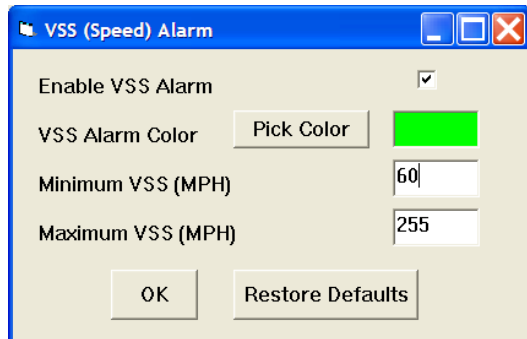 VSS (Speed) Alarm
Enable VSS Alarm
VSS Alarm Color Pick Color
Minimum VSS (MPH) 60
Maximum VSS (MPH) 255
OK Restore Defaults